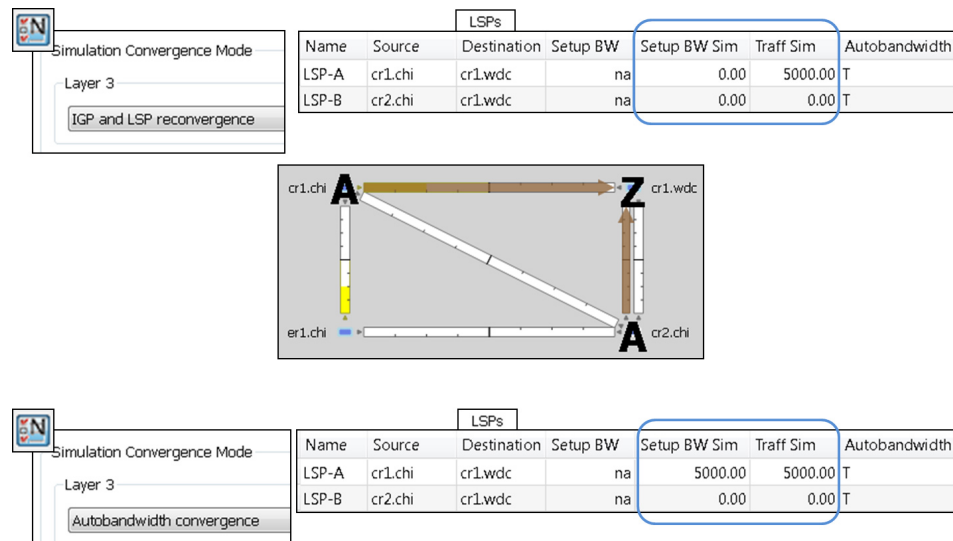 LSPs
Simulation Convergence Mode
Layer 3
IGP and LSP reconvergence
Name Source Destination Setup BW Setup BW Sim Traff Sim Autobandwidth
LSP-A cr1.chi cr1.wdc na 0.00 5000.00 T
LSP-B cr2.chi cr1.wdc na 0.00 0.00 T
cr1.chi A Z cr1.wdc
er1.chi A cr2.chi
LSPs
Simulation Convergence Mode
Layer 3
Autobandwidth convergence
Name Source Destination Setup BW Setup BW Sim Traff Sim Autobandwidth
LSP-A cr1.chi cr1.wdc na 5000.00 5000.00 T
LSP-B cr2.chi cr1.wdc na 0.00 0.00 T